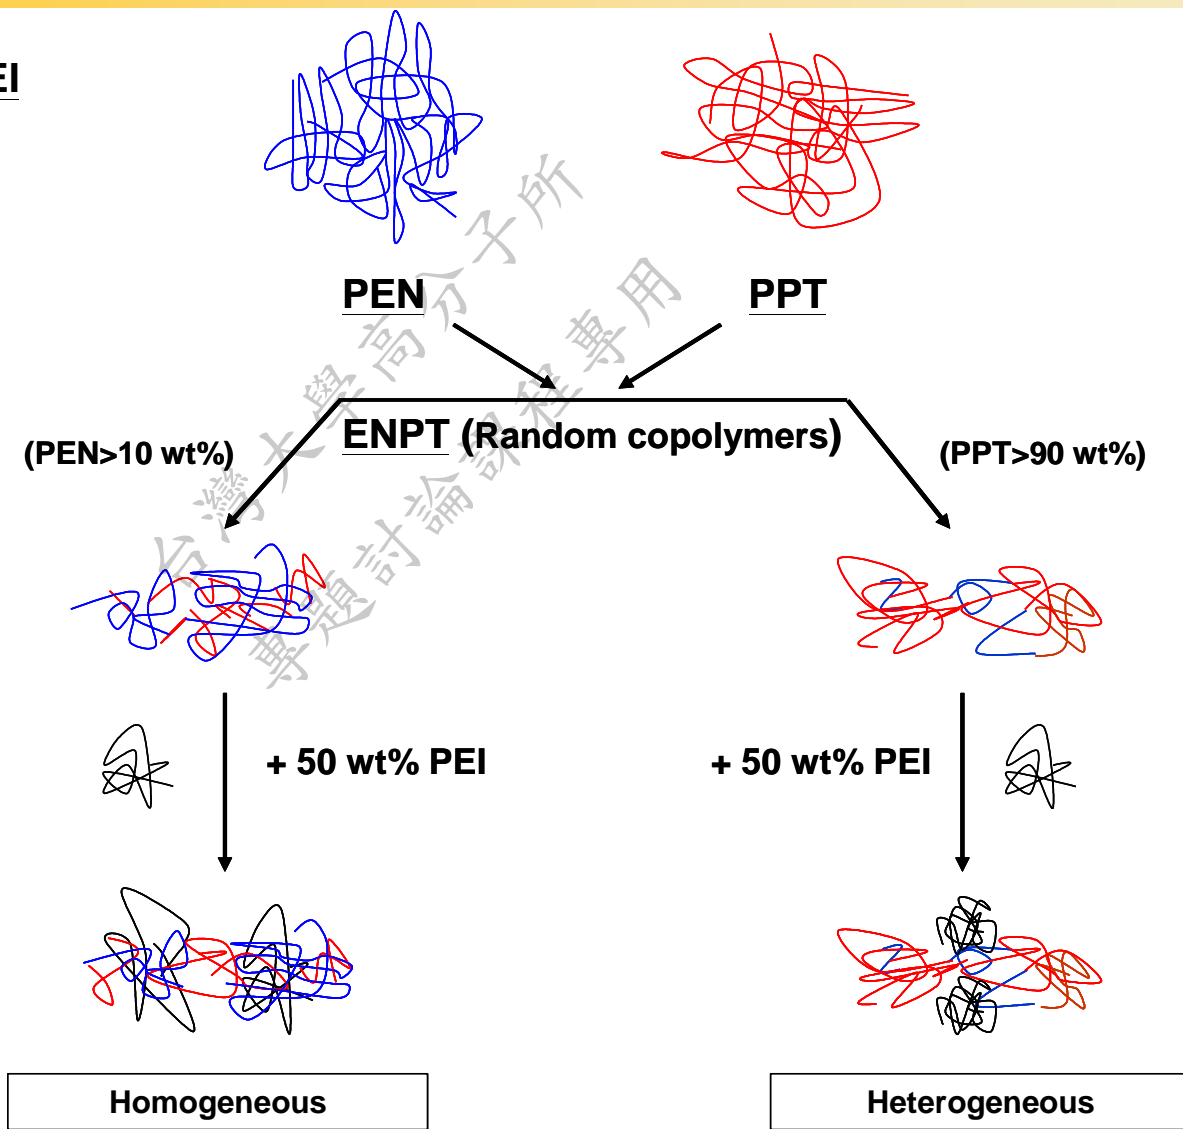 EI
PEN
PPT
ENPT (Random copolymers)
(PEN>10 wt%)
(PPT>90 wt%)
台灣大學高分子所
專題討論課程專用
+ 50 wt% PEI
+ 50 wt% PEI
Homogeneous
Heterogeneous